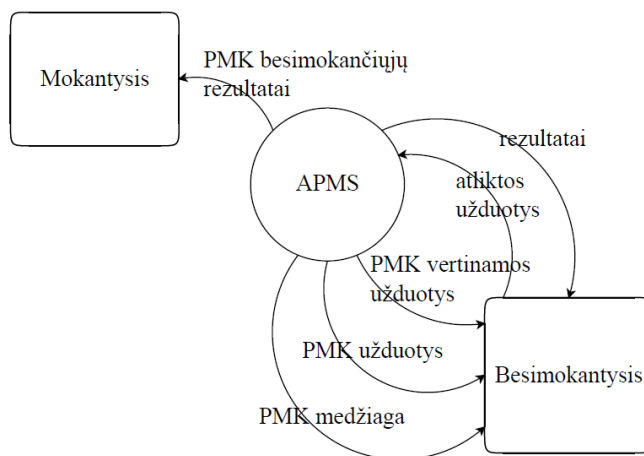 Mokantysis
PMK besimokančiųjų
rezultatai
APMS
rezultatai
atliktos
užduotys
PMK vertinamos
užduotys
PMK užduotys
Besimokantysis
PMK medžiaga